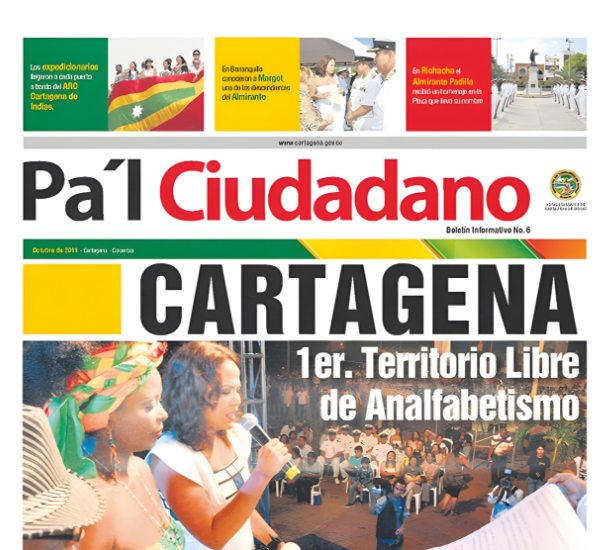 Los expedicionarios
llegaron a cada puerto
a bordo del ARC
Cartagena de
Indias.
En Barranquilla
conocieron a Margot,
una de las descendientes
del Almirante
En Riohacha el
Almirante Padilla
recibió un homenaje en la
Plaza que lleva su nombre
www.cartagena.gov.co
Pa´l Ciudadano
Boletín Informativo No. 6
Octubre de 2011 - Cartagena - Colombia
CARTAGENA
1er. Territorio Libre
de Analfabetismo